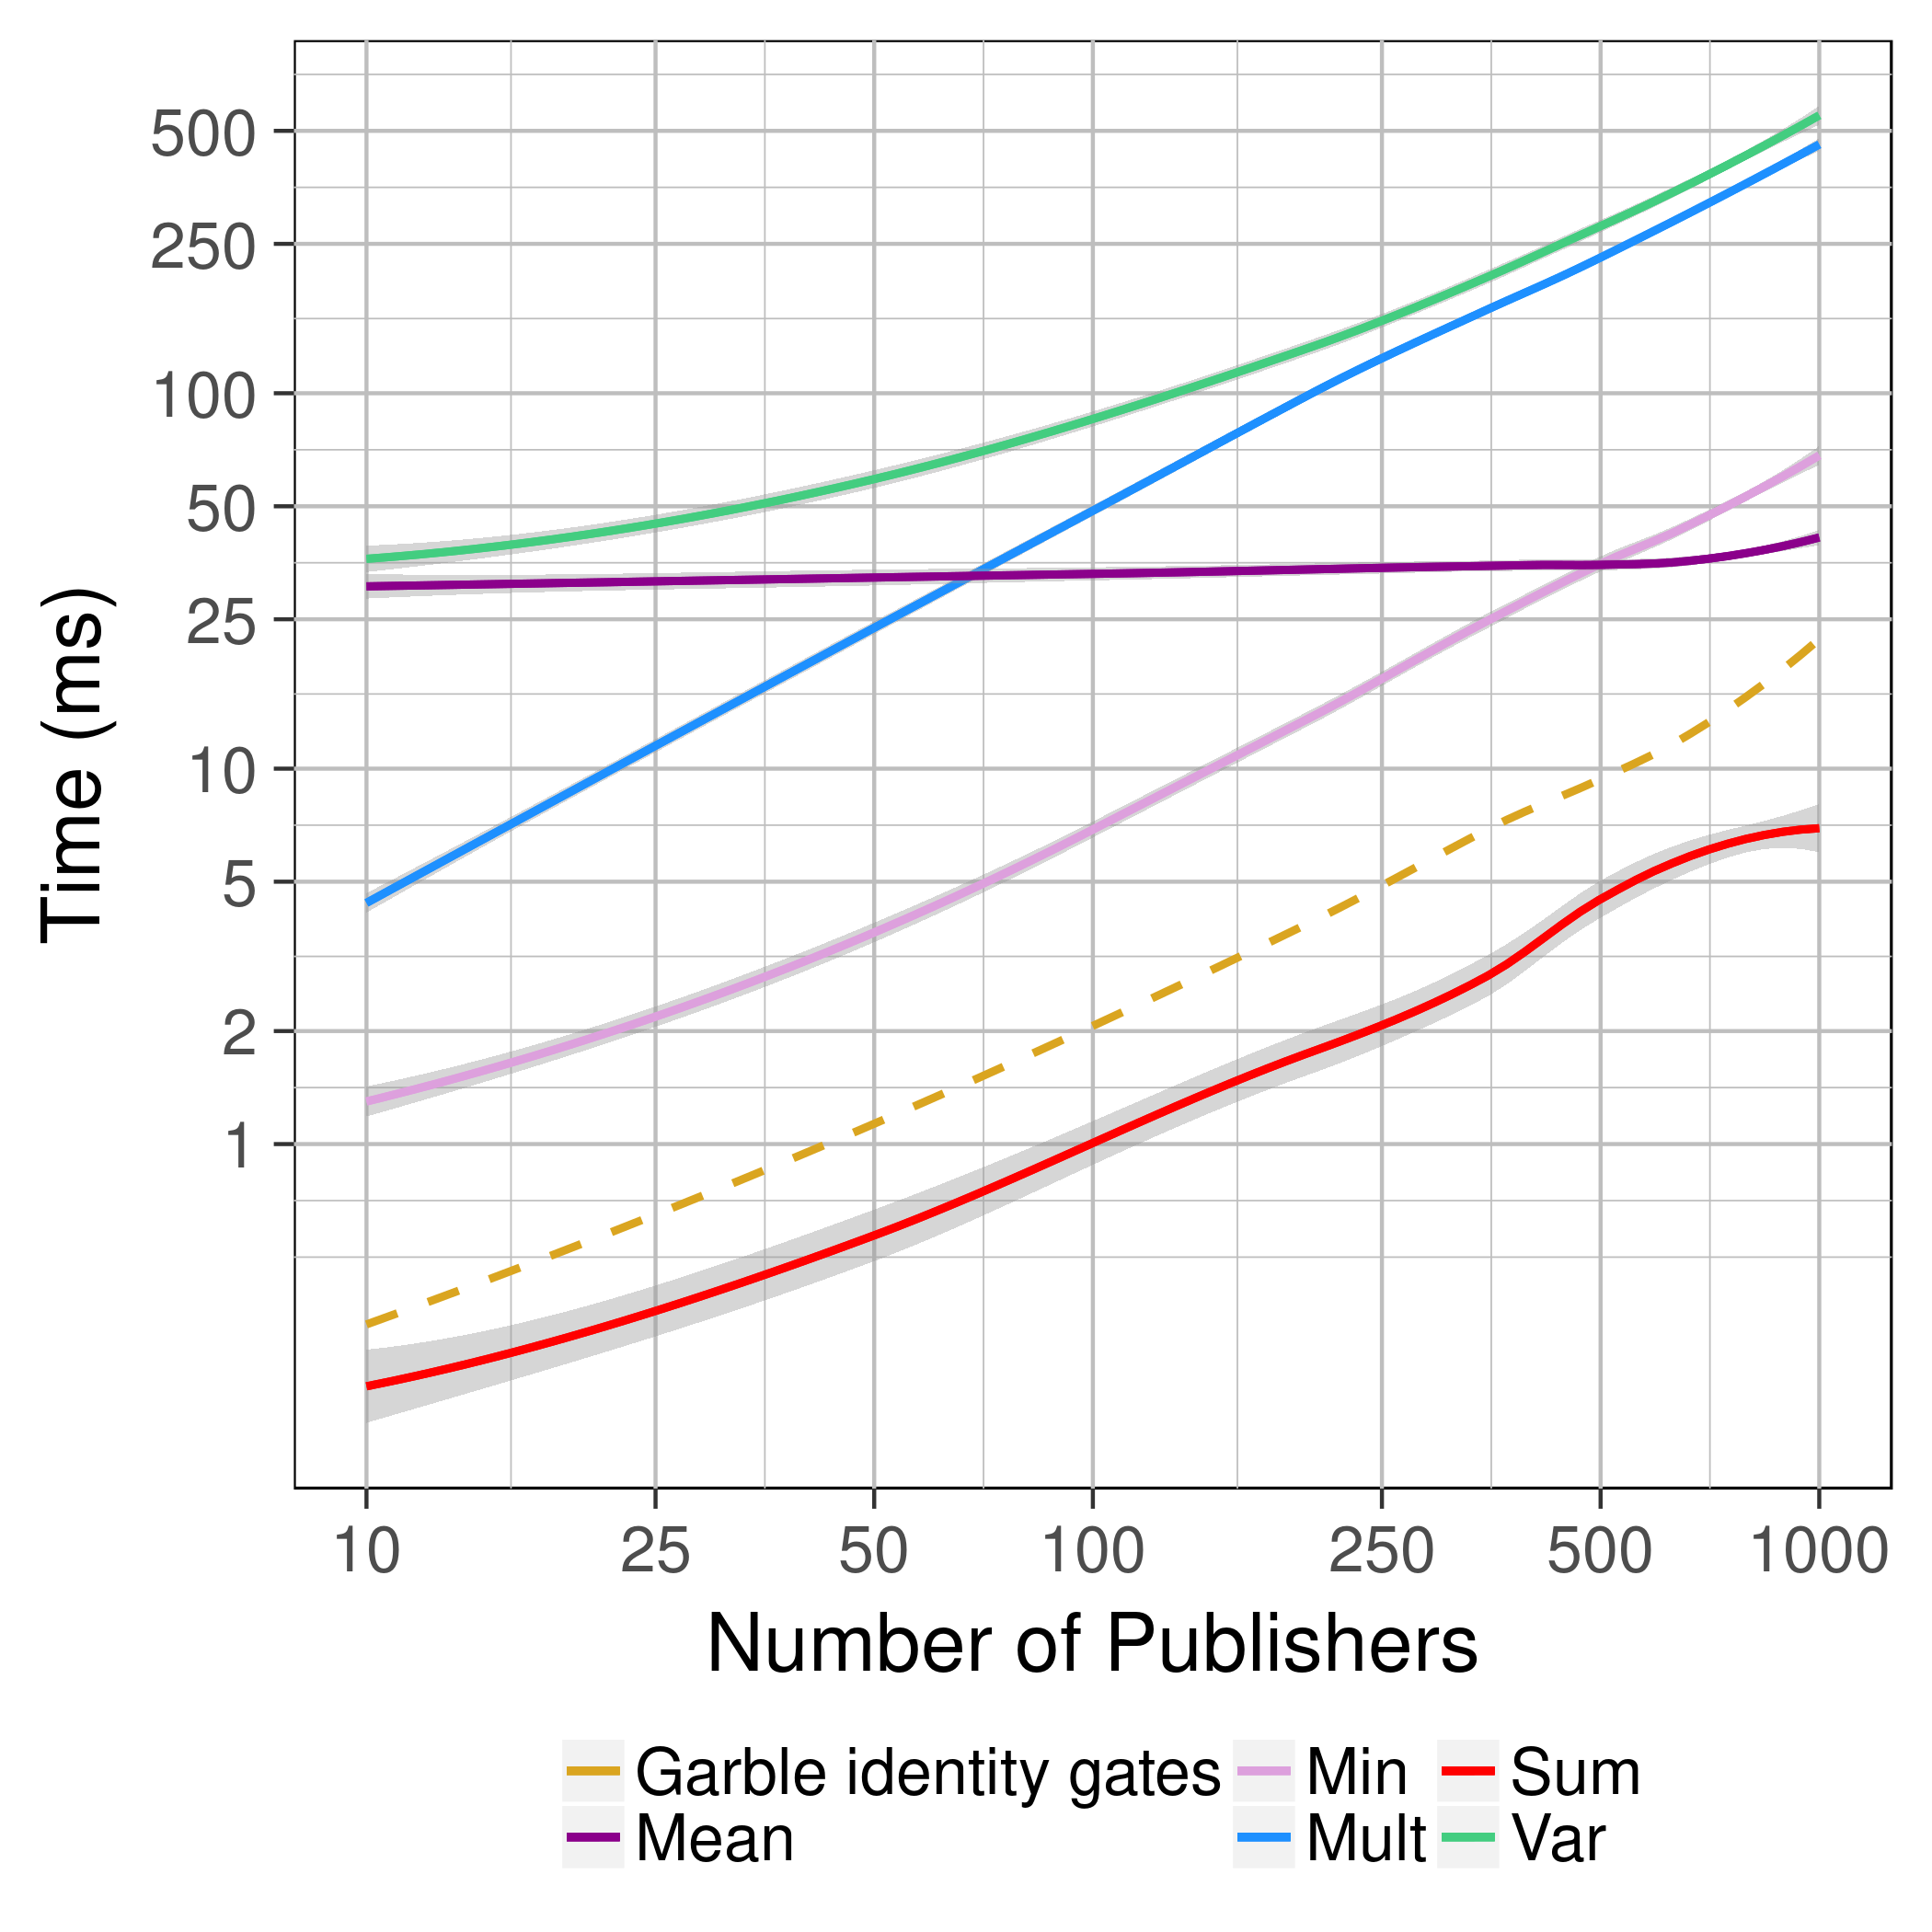 Time (ms)
500
250
100
50
25
10
5
2
1
10 25 50 100 250 500 1000
Number of Publishers
Garble identity gates Min Sum
Mean Mult Var